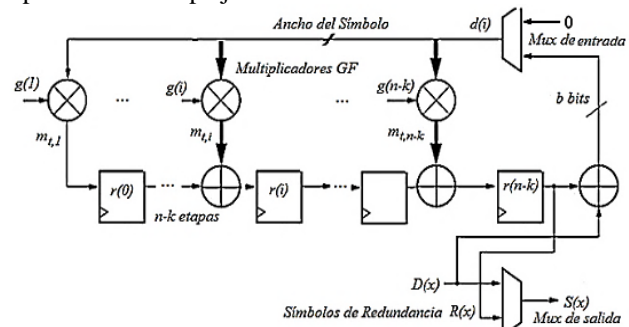 Ancho del Símbolo
d(i)
0
Mux de entrada
Multiplicadores GF
g(1)
...
g(i)
...
g(n-k)
b bits
m_t,1
m_t,i
m_t,n-k
r(0)
...
r(i)
...
r(n-k)
n-k etapas
D(x)
Símbolos de Redundancia R(x)
S(x)
Mux de salida